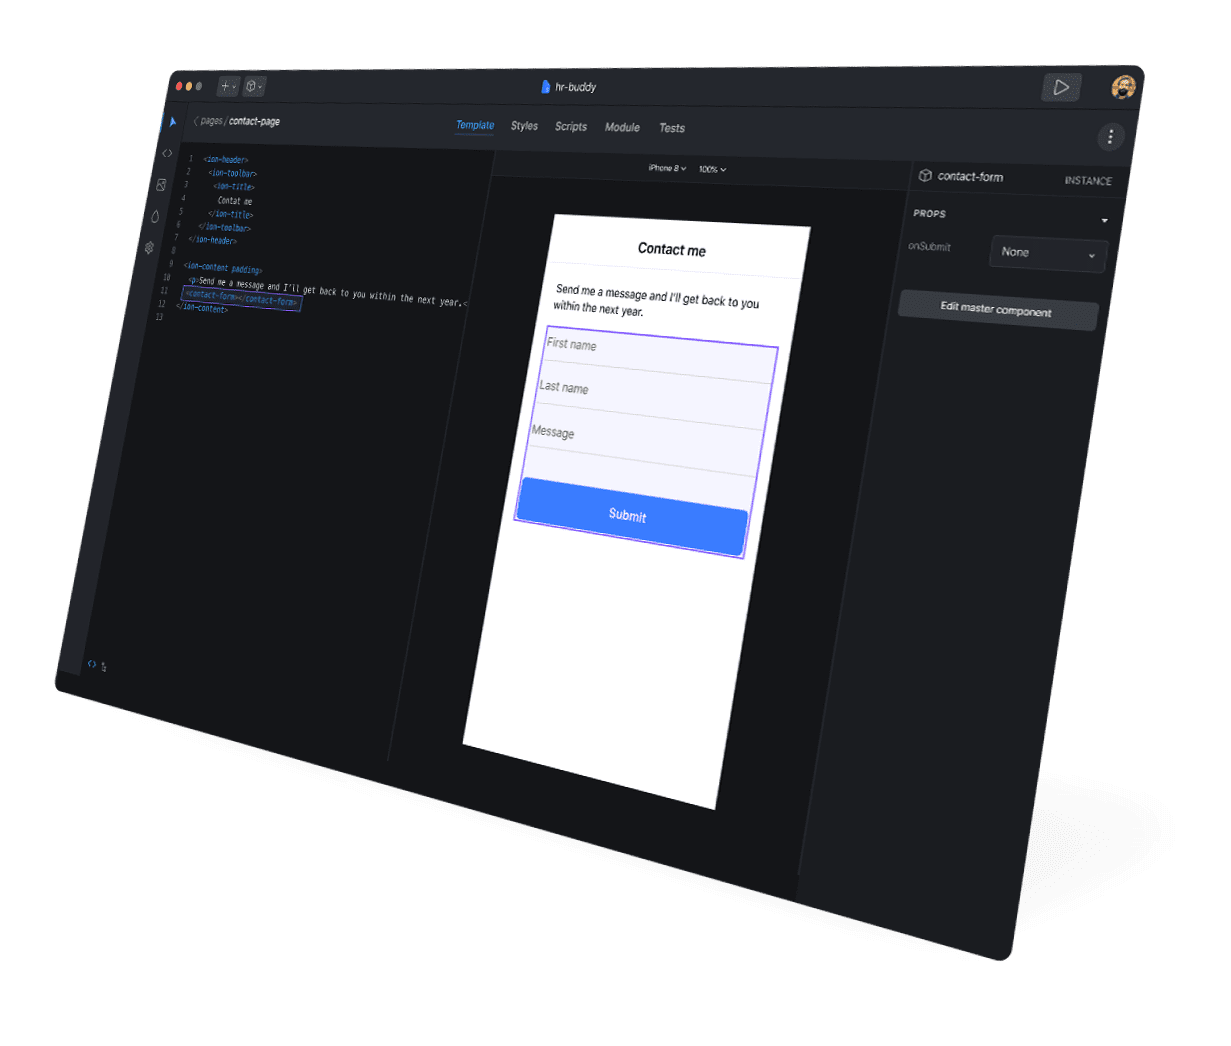 hr-buddy
pages / contact-page
Template Styles Scripts Module Tests
1 <ion-header>
2 <ion-toolbar>
3 <ion-title>
4 Contat me
5 </ion-title>
6 </ion-toolbar>
7 </ion-header>
8
9 <ion-content padding>
10 <p>Send me a message and I'll get back to you within the next year.<
11 <contact-form></contact-form>
12 </ion-content>
13
iPhone 8 100%
Contact me
Send me a message and I'll get back to you
within the next year.
First name
Last name
Message
Submit
contact-form INSTANCE
PROPS
onSubmit None
Edit master component